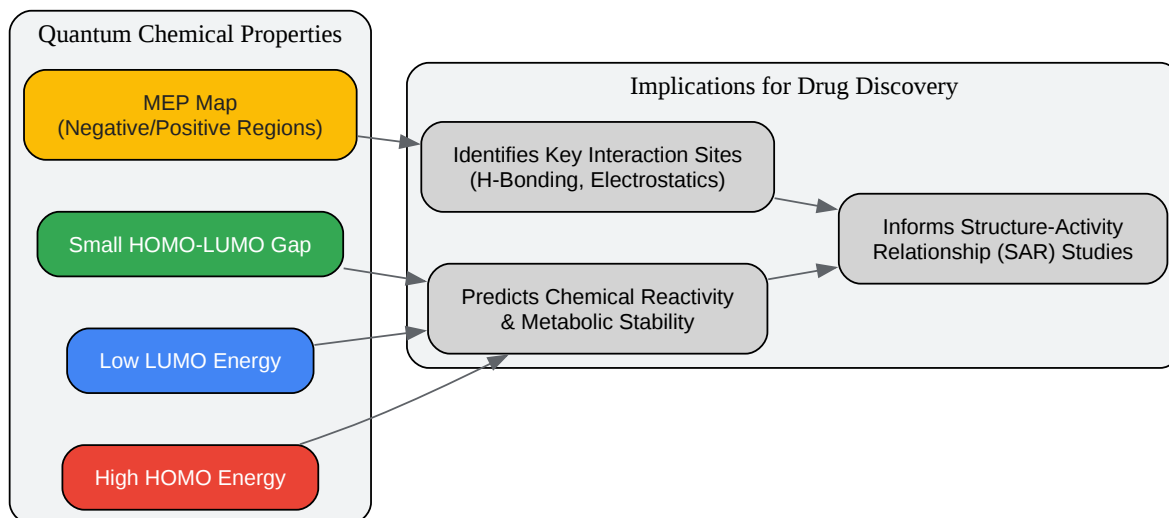 Quantum Chemical Properties
MEP Map
(Negative/Positive Regions)
Small HOMO-LUMO Gap
Low LUMO Energy
High HOMO Energy
Implications for Drug Discovery
Identifies Key Interaction Sites
(H-Bonding, Electrostatics)
Predicts Chemical Reactivity
& Metabolic Stability
Informs Structure-Activity
Relationship (SAR) Studies